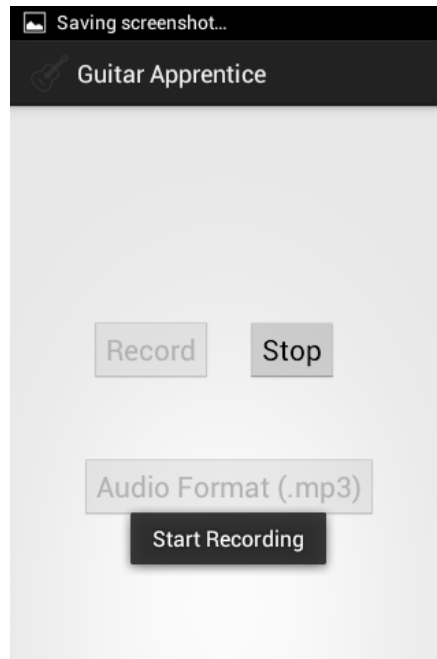 Saving screenshot...
Guitar Apprentice
Record Stop
Audio Format (.mp3)
Start Recording